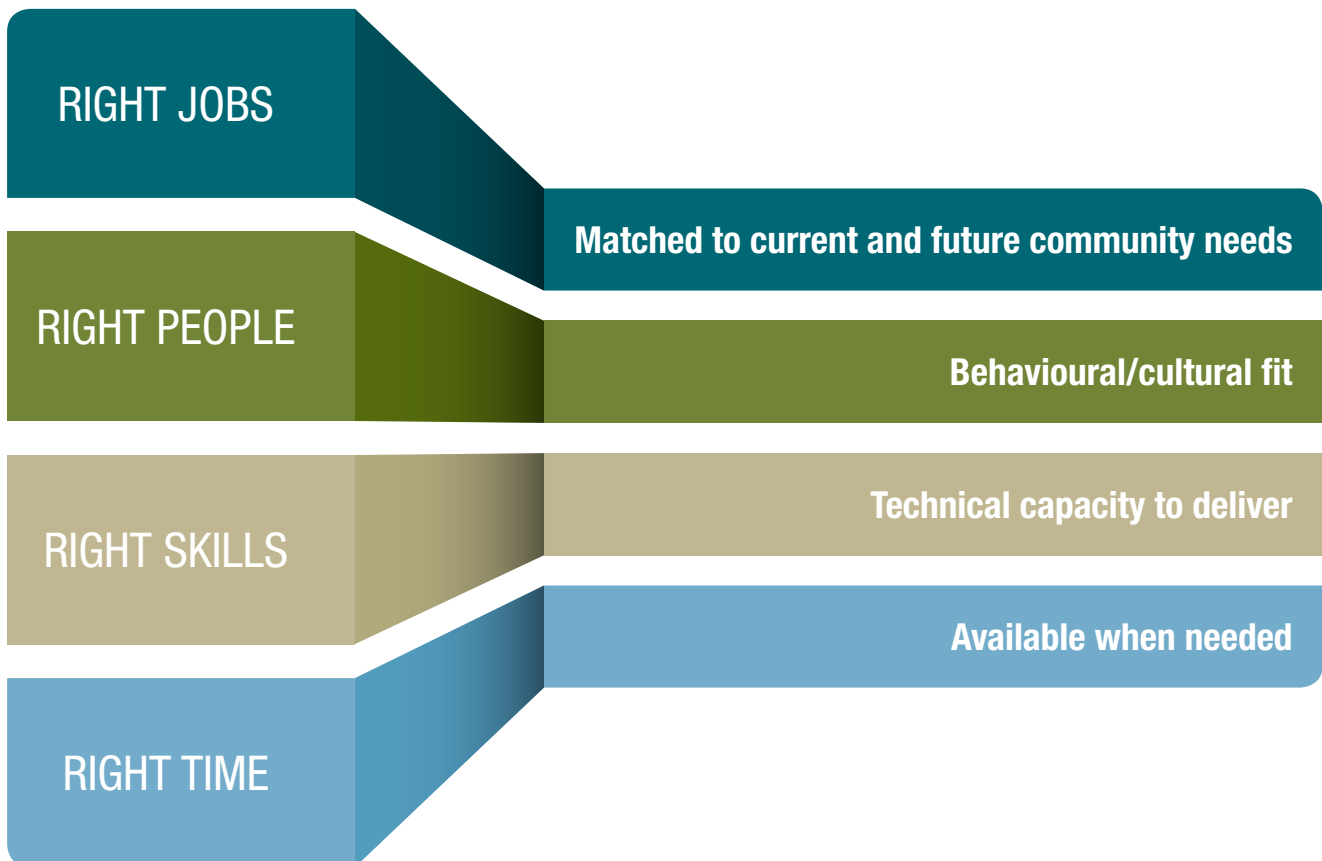 RIGHT JOBS
Matched to current and future community needs
RIGHT PEOPLE
Behavioural/cultural fit
RIGHT SKILLS
Technical capacity to deliver
RIGHT TIME
Available when needed